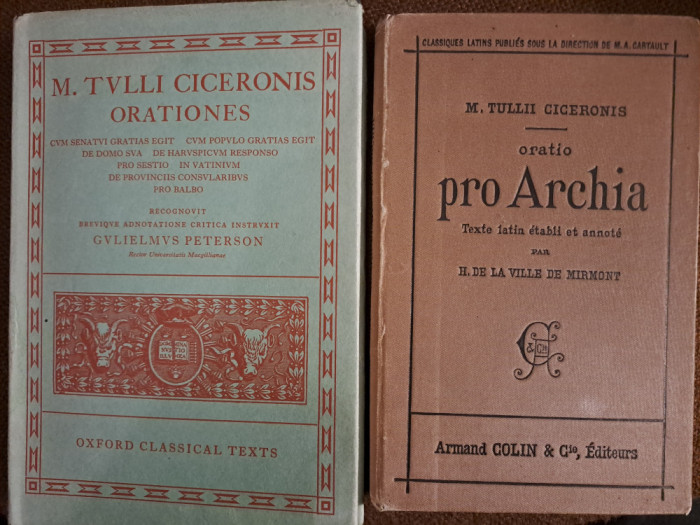 M. TVLLI CICERONIS
ORATIONES
CVM SENATVI GRATIAS EGIT CVM POPVLO GRATIAS EGIT
DE DOMO SVA DE HARVSPICVM RESPONSO
PRO SESTIO IN VATINIVM
DE PROVINCIIS CONSVLARIBVS
PRO BALBO
RECOGNOVIT
BREVIQVE ADNOTATIONE CRITICA INSTRVXIT
GVLIELMVS PETERSON
Rector Universitatis Macgillianae
OXFORD CLASSICAL TEXTS
CLASSIQUES LATINS PUBLIÉS SOUS LA DIRECTION DE M. A. CARTAULT
M. TULLII CICERONIS
oratio
pro Archia
Texte latin établi et annoté
PAR
H. DE LA VILLE DE MIRMONT
Armand COLIN & Cie, Éditeurs